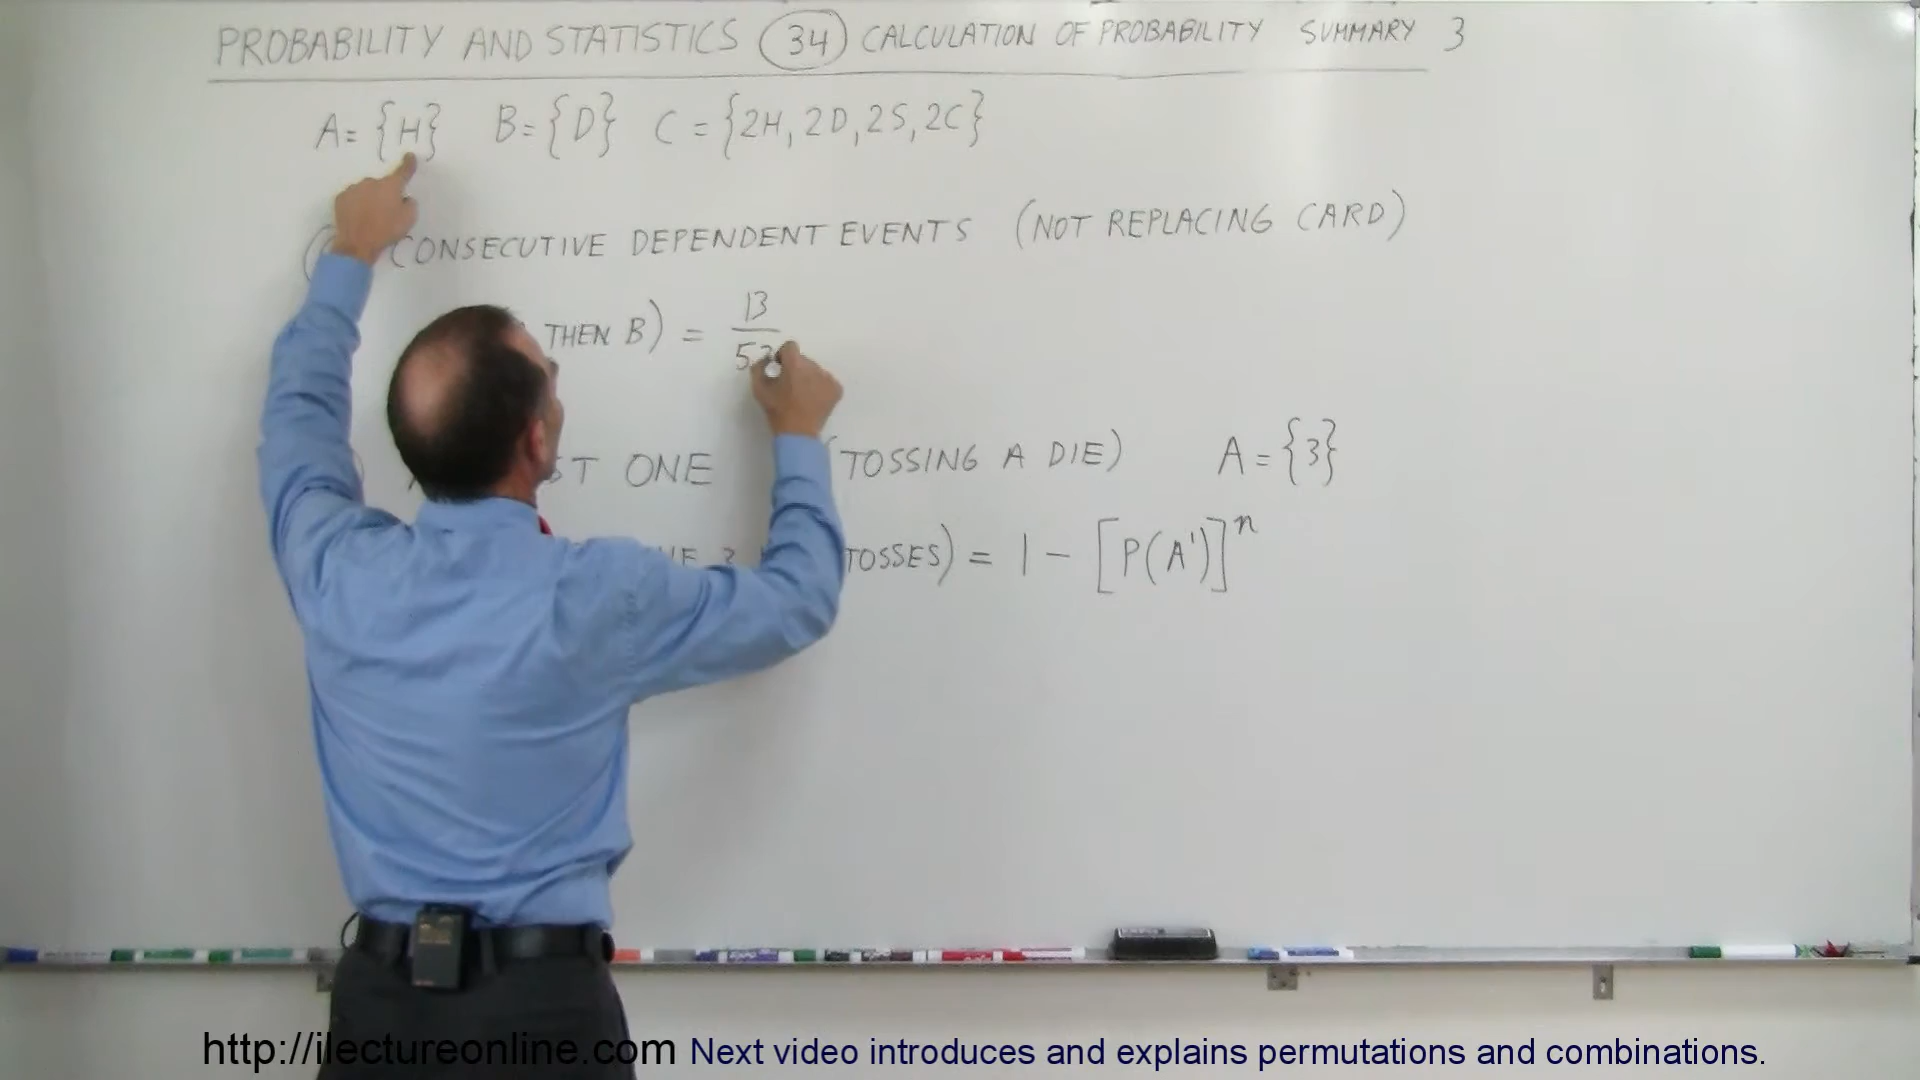 PROBABILITY AND STATISTICS 34 CALCULATION OF PROBABILITY SUMMARY 3
A = {H} B = {D} C = {2H, 2D, 2S, 2C}
CONSECUTIVE DEPENDENT EVENTS (NOT REPLACING CARD)
THEN B) = 13/52
ONE (TOSSING A DIE) A = {3}
TOSSES) = 1 - [P(A')]^n
http://ilectureonline.com Next video introduces and explains permutations and combinations.